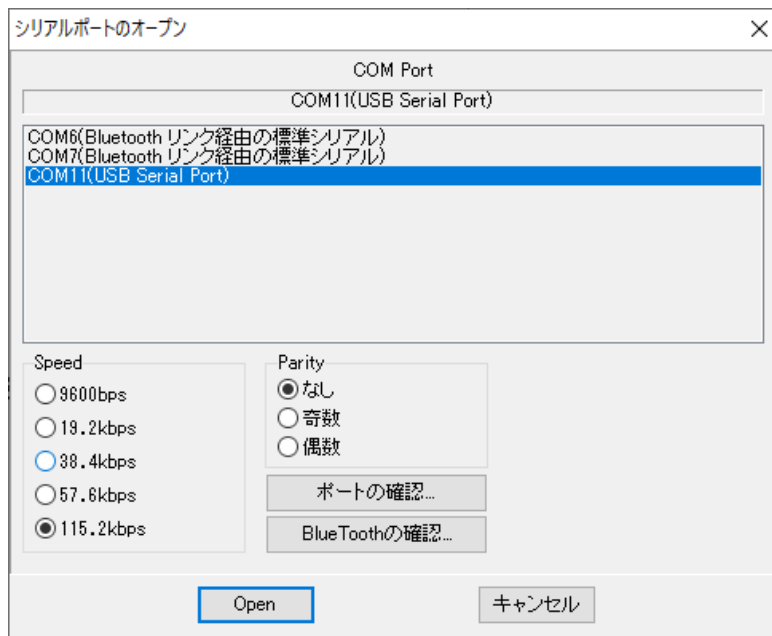 シリアルポートのオープン
COM Port
COM11(USB Serial Port)
COM6(Bluetooth リンク経由の標準シリアル)
COM7(Bluetooth リンク経由の標準シリアル)
COM11(USB Serial Port)
Speed
9600bps
19.2kbps
38.4kbps
57.6kbps
115.2kbps
Parity
なし
奇数
偶数
ポートの確認...
BlueToothの確認...
Open
キャンセル